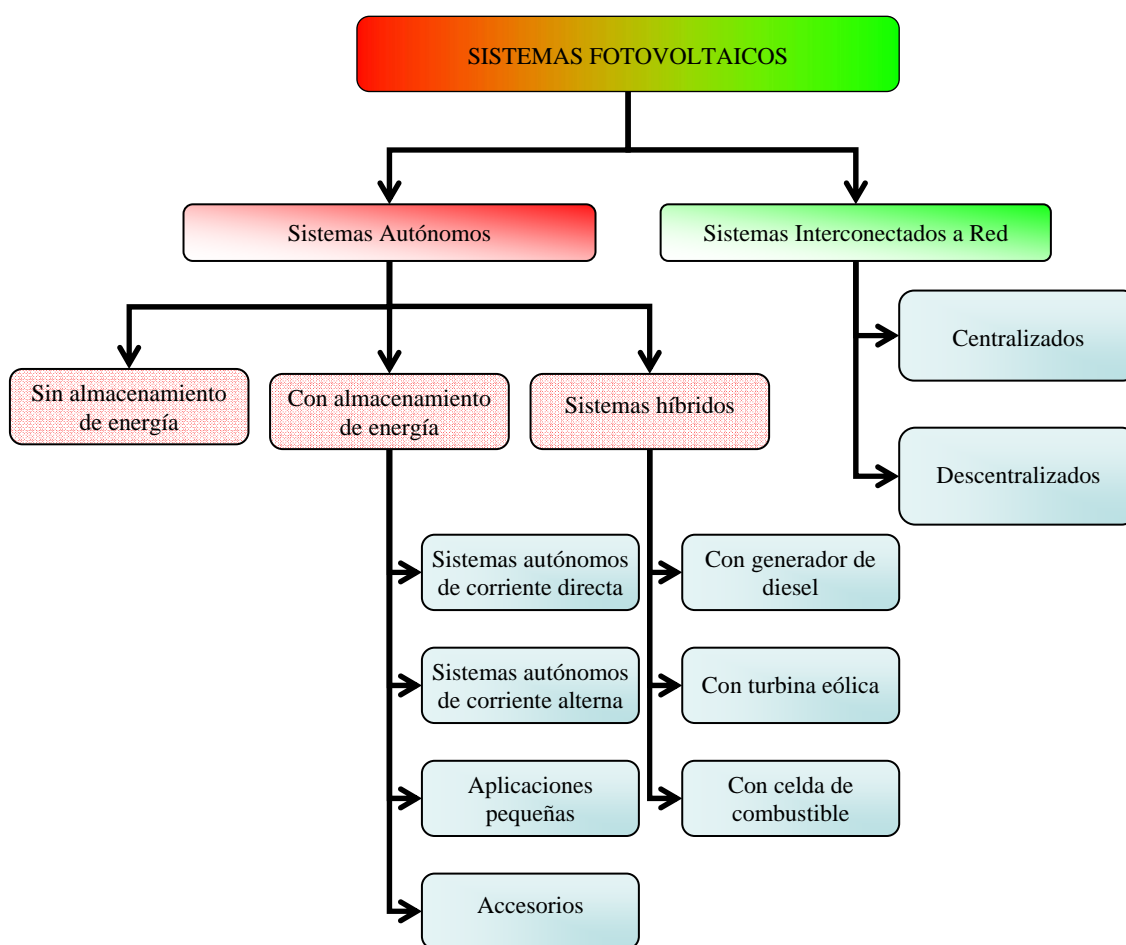 SISTEMAS FOTOVOLTAICOS
Sistemas Autónomos
Sistemas Interconectados a Red
Centralizados
Descentralizados
Sin almacenamiento
de energía
Con almacenamiento
de energía
Sistemas híbridos
Sistemas autónomos
de corriente directa
Sistemas autónomos
de corriente alterna
Aplicaciones
pequeñas
Accesorios
Con generador de
diesel
Con turbina eólica
Con celda de
combustible